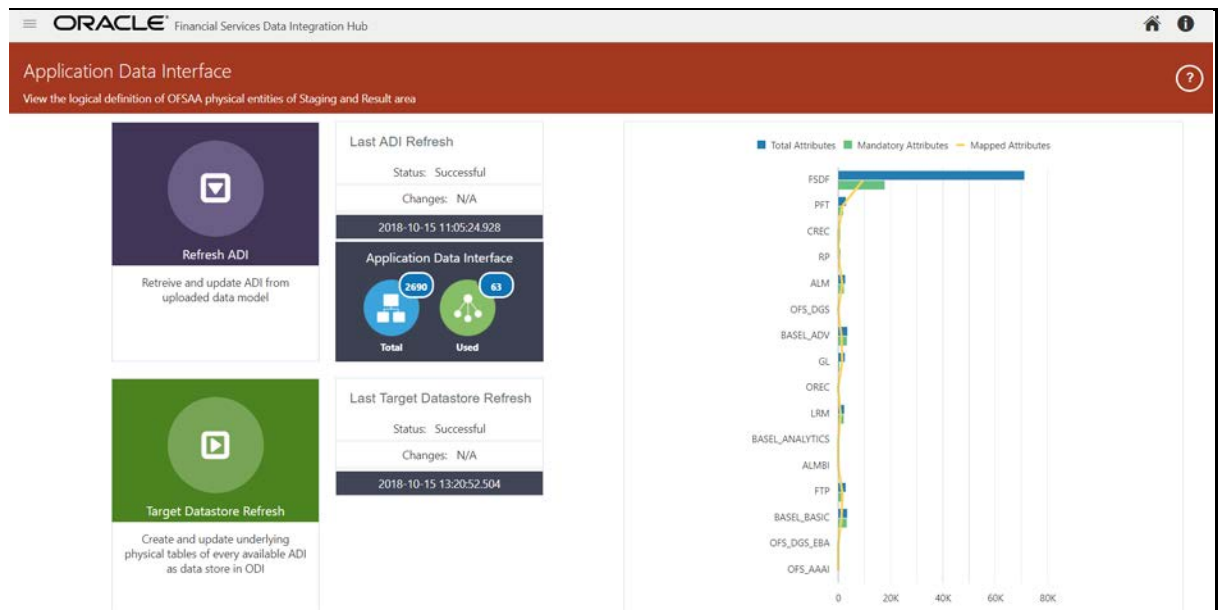 ORACLE® Financial Services Data Integration Hub
Application Data Interface
View the logical definition of OFSAA physical entities of Staging and Result area
Refresh ADI
Retreive and update ADI from
uploaded data model
Last ADI Refresh
Status: Successful
Changes: N/A
2018-10-15 11:05:24.928
Application Data Interface
2690
63
Total
Used
Target Datastore Refresh
Create and update underlying
physical tables of every available ADI
as data store in ODI
Last Target Datastore Refresh
Status: Successful
Changes: N/A
2018-10-15 13:20:52.504
Total Attributes Mandatory Attributes Mapped Attributes
FSDF
PFT
CREC
RP
ALM
OFS_DGS
BASEL_ADV
GL
OREC
LRM
BASEL_ANALYTICS
ALMBI
FTP
BASEL_BASIC
OFS_DGS_EBA
OFS_AAAI
0 20K 40K 60K 80K